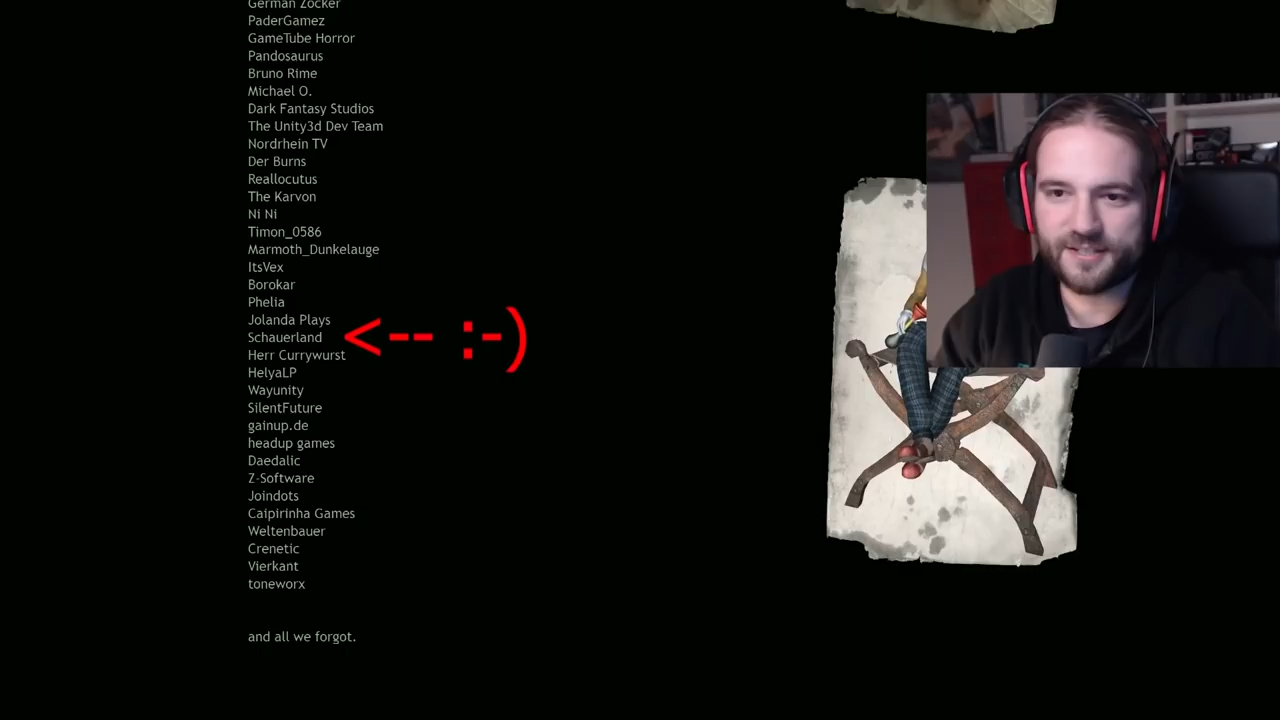 German Zocker
PaderGamez
GameTube Horror
Pandosaurus
Bruno Rime
Michael O.
Dark Fantasy Studios
The Unity3d Dev Team
Nordrhein TV
Der Burns
Reallocutus
The Karvon
Ni Ni
Timon_0586
Marmoth_Dunkelauge
ItsVex
Borokar
Phelia
Jolanda Plays
Schauerland <-- :-)
Herr Currywurst
HelyaLP
Wayunity
SilentFuture
gainup.de
headup games
Daedalic
Z-Software
Joindots
Caipirinha Games
Weltenbauer
Crenetic
Vierkant
toneworx
and all we forgot.